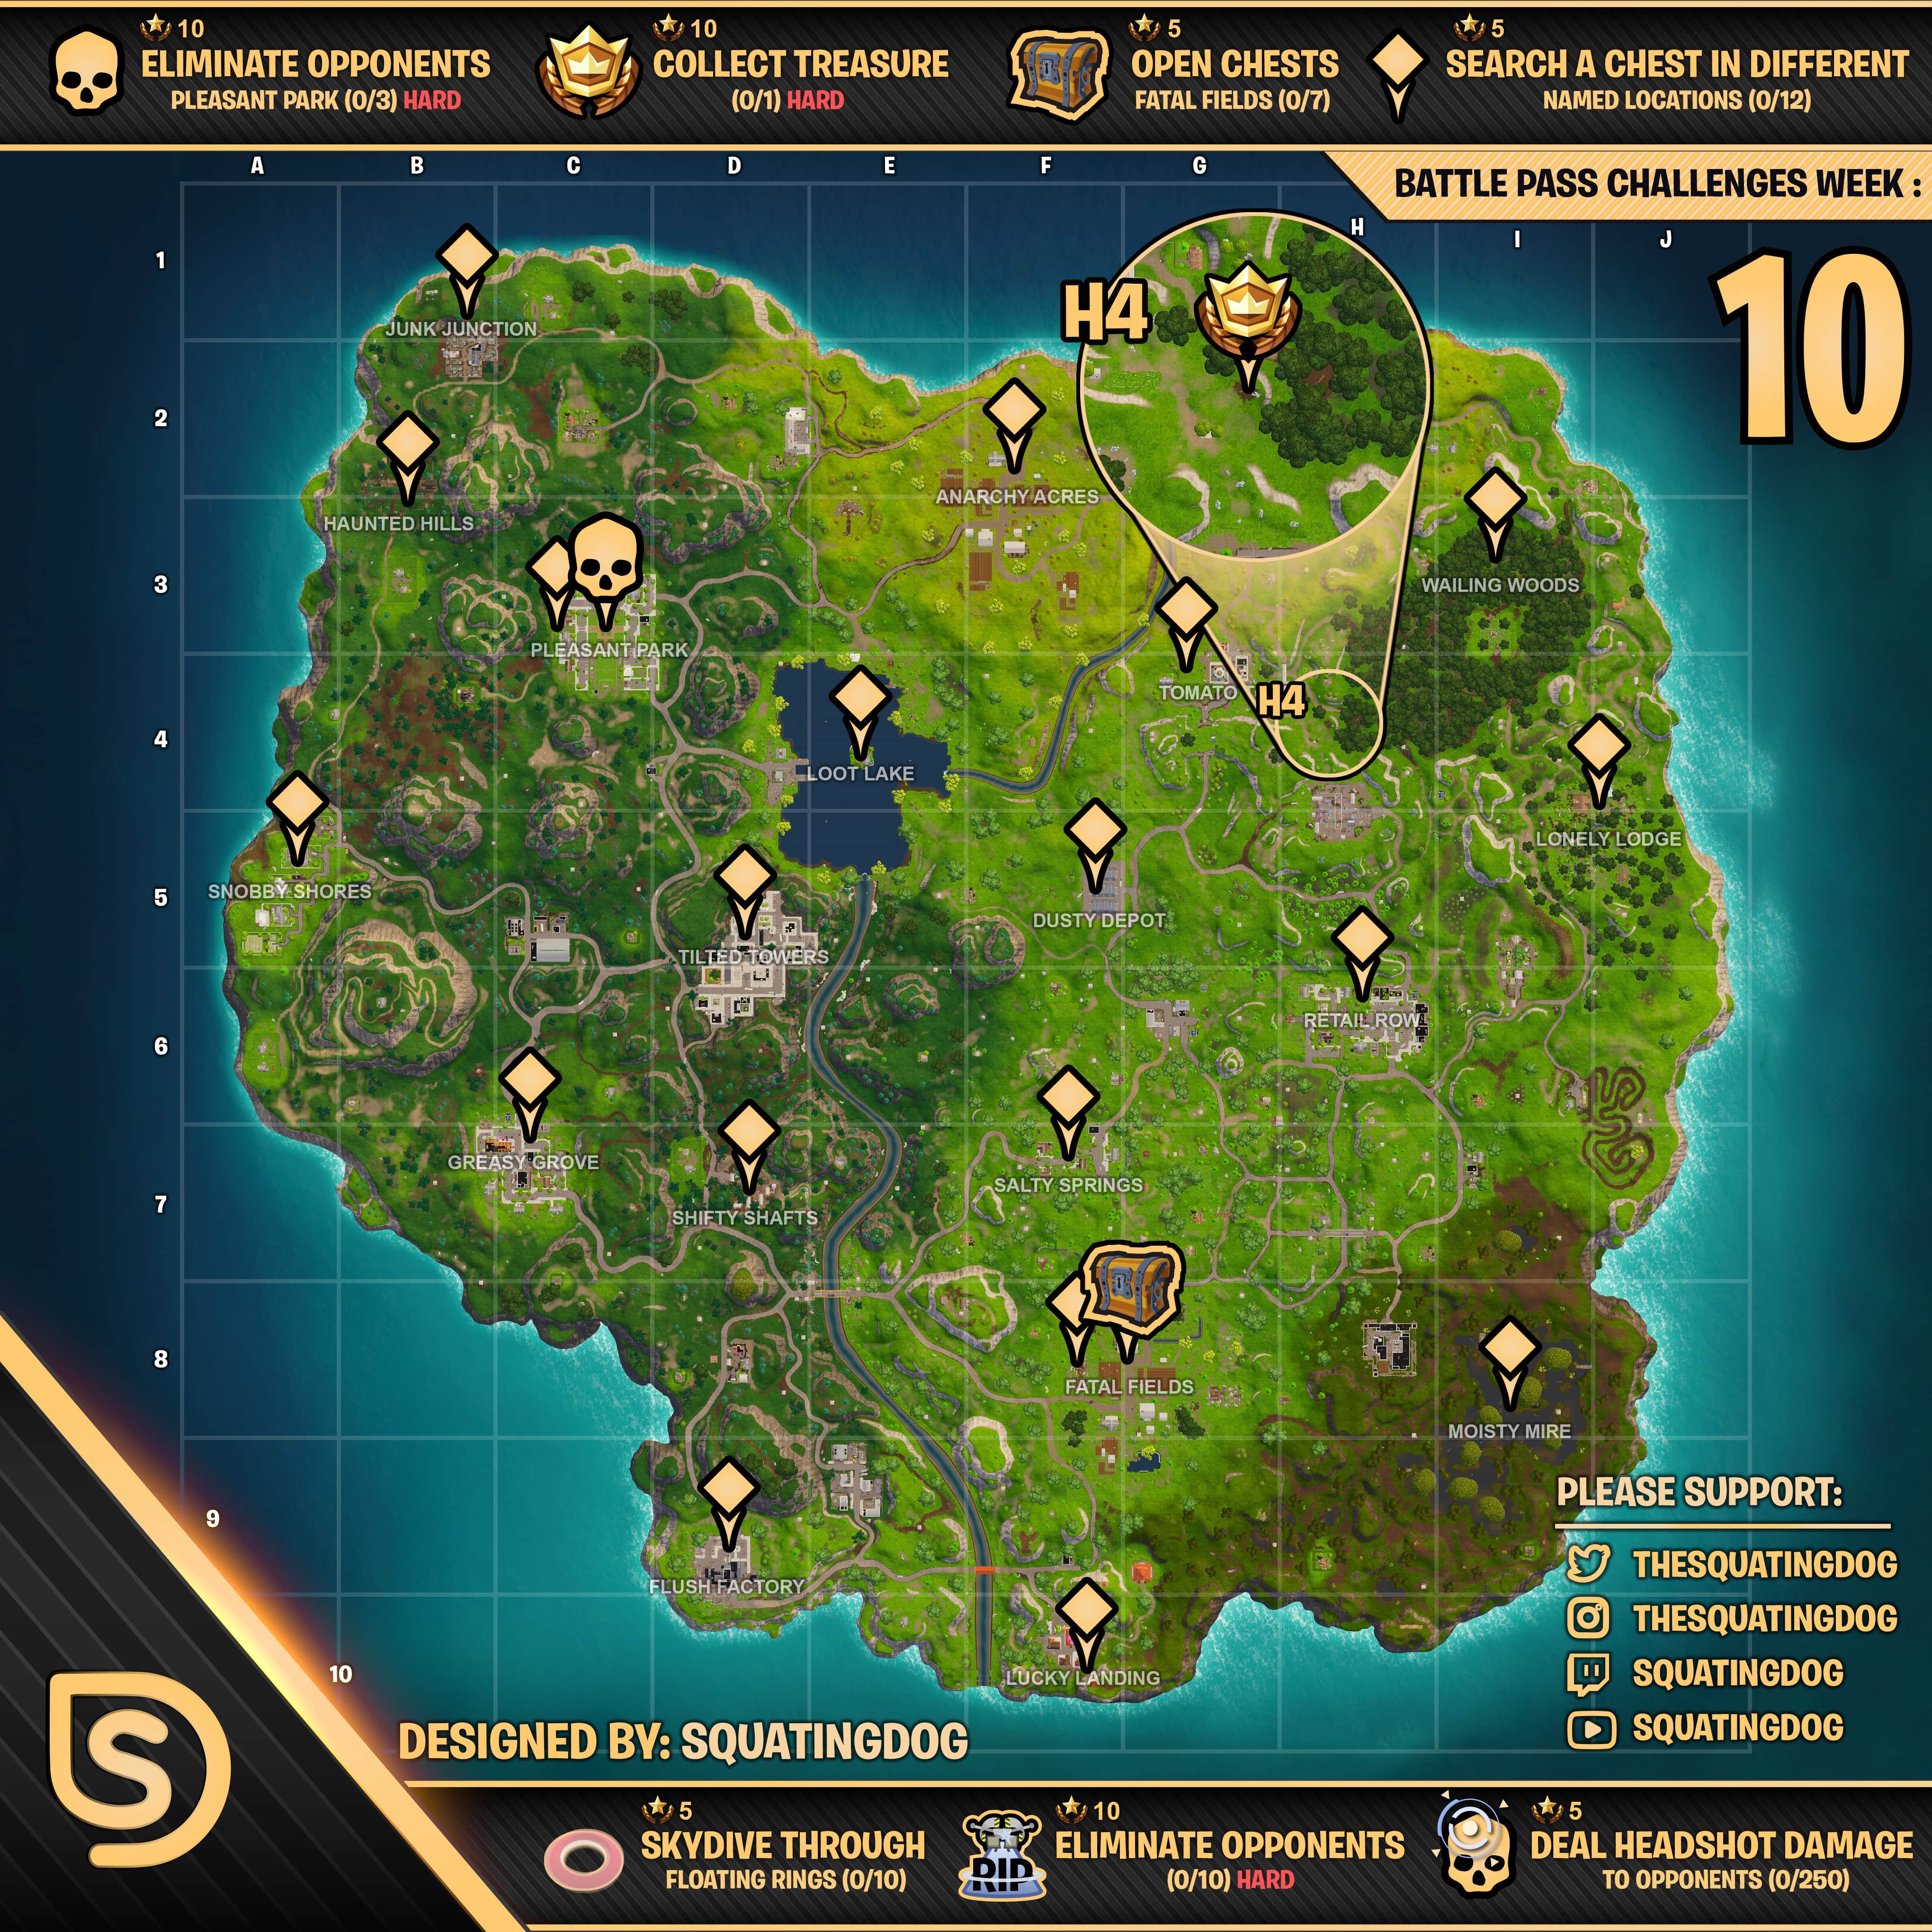 10
ELIMINATE OPPONENTS
PLEASANT PARK (0/3) HARD
10
COLLECT TREASURE
(0/1) HARD
5
OPEN CHESTS
FATAL FIELDS (0/7)
5
SEARCH A CHEST IN DIFFERENT
NAMED LOCATIONS (0/12)
BATTLE PASS CHALLENGES WEEK :
10
A B C D E F G H I J
1
2
3
4
5
6
7
8
9
10
H4
JUNK JUNCTION
ANARCHY ACRES
HAUNTED HILLS
WAILING WOODS
PLEASANT PARK
TOMATO
H4
LOOT LAKE
LONELY LODGE
SNOBBY SHORES
DUSTY DEPOT
TILTED TOWERS
RETAIL ROW
GREASY GROVE
SALTY SPRINGS
SHIFTY SHAFTS
FATAL FIELDS
MOISTY MIRE
FLUSH FACTORY
LUCKY LANDING
PLEASE SUPPORT:
THESQUATINGDOG
THESQUATINGDOG
SQUATINGDOG
SQUATINGDOG
DESIGNED BY: SQUATINGDOG
S
5
SKYDIVE THROUGH
FLOATING RINGS (0/10)
RIP
10
ELIMINATE OPPONENTS
(0/10) HARD
5
DEAL HEADSHOT DAMAGE
TO OPPONENTS (0/250)